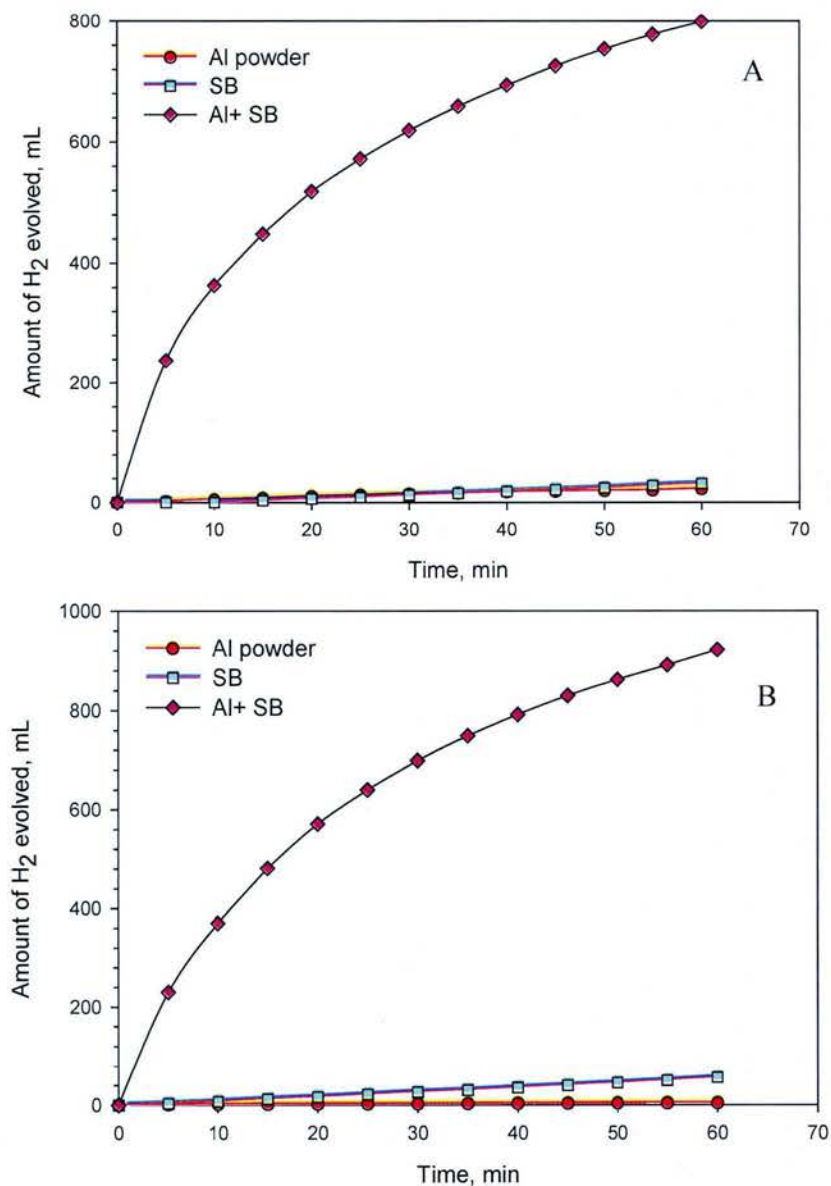 800
600
400
200
0
Amount of H2 evolved, mL
Al powder
SB
Al+ SB
A
0 10 20 30 40 50 60 70
Time, min
1000
800
600
400
200
0
Amount of H2 evolved, mL
Al powder
SB
Al+ SB
B
0 10 20 30 40 50 60 70
Time, min